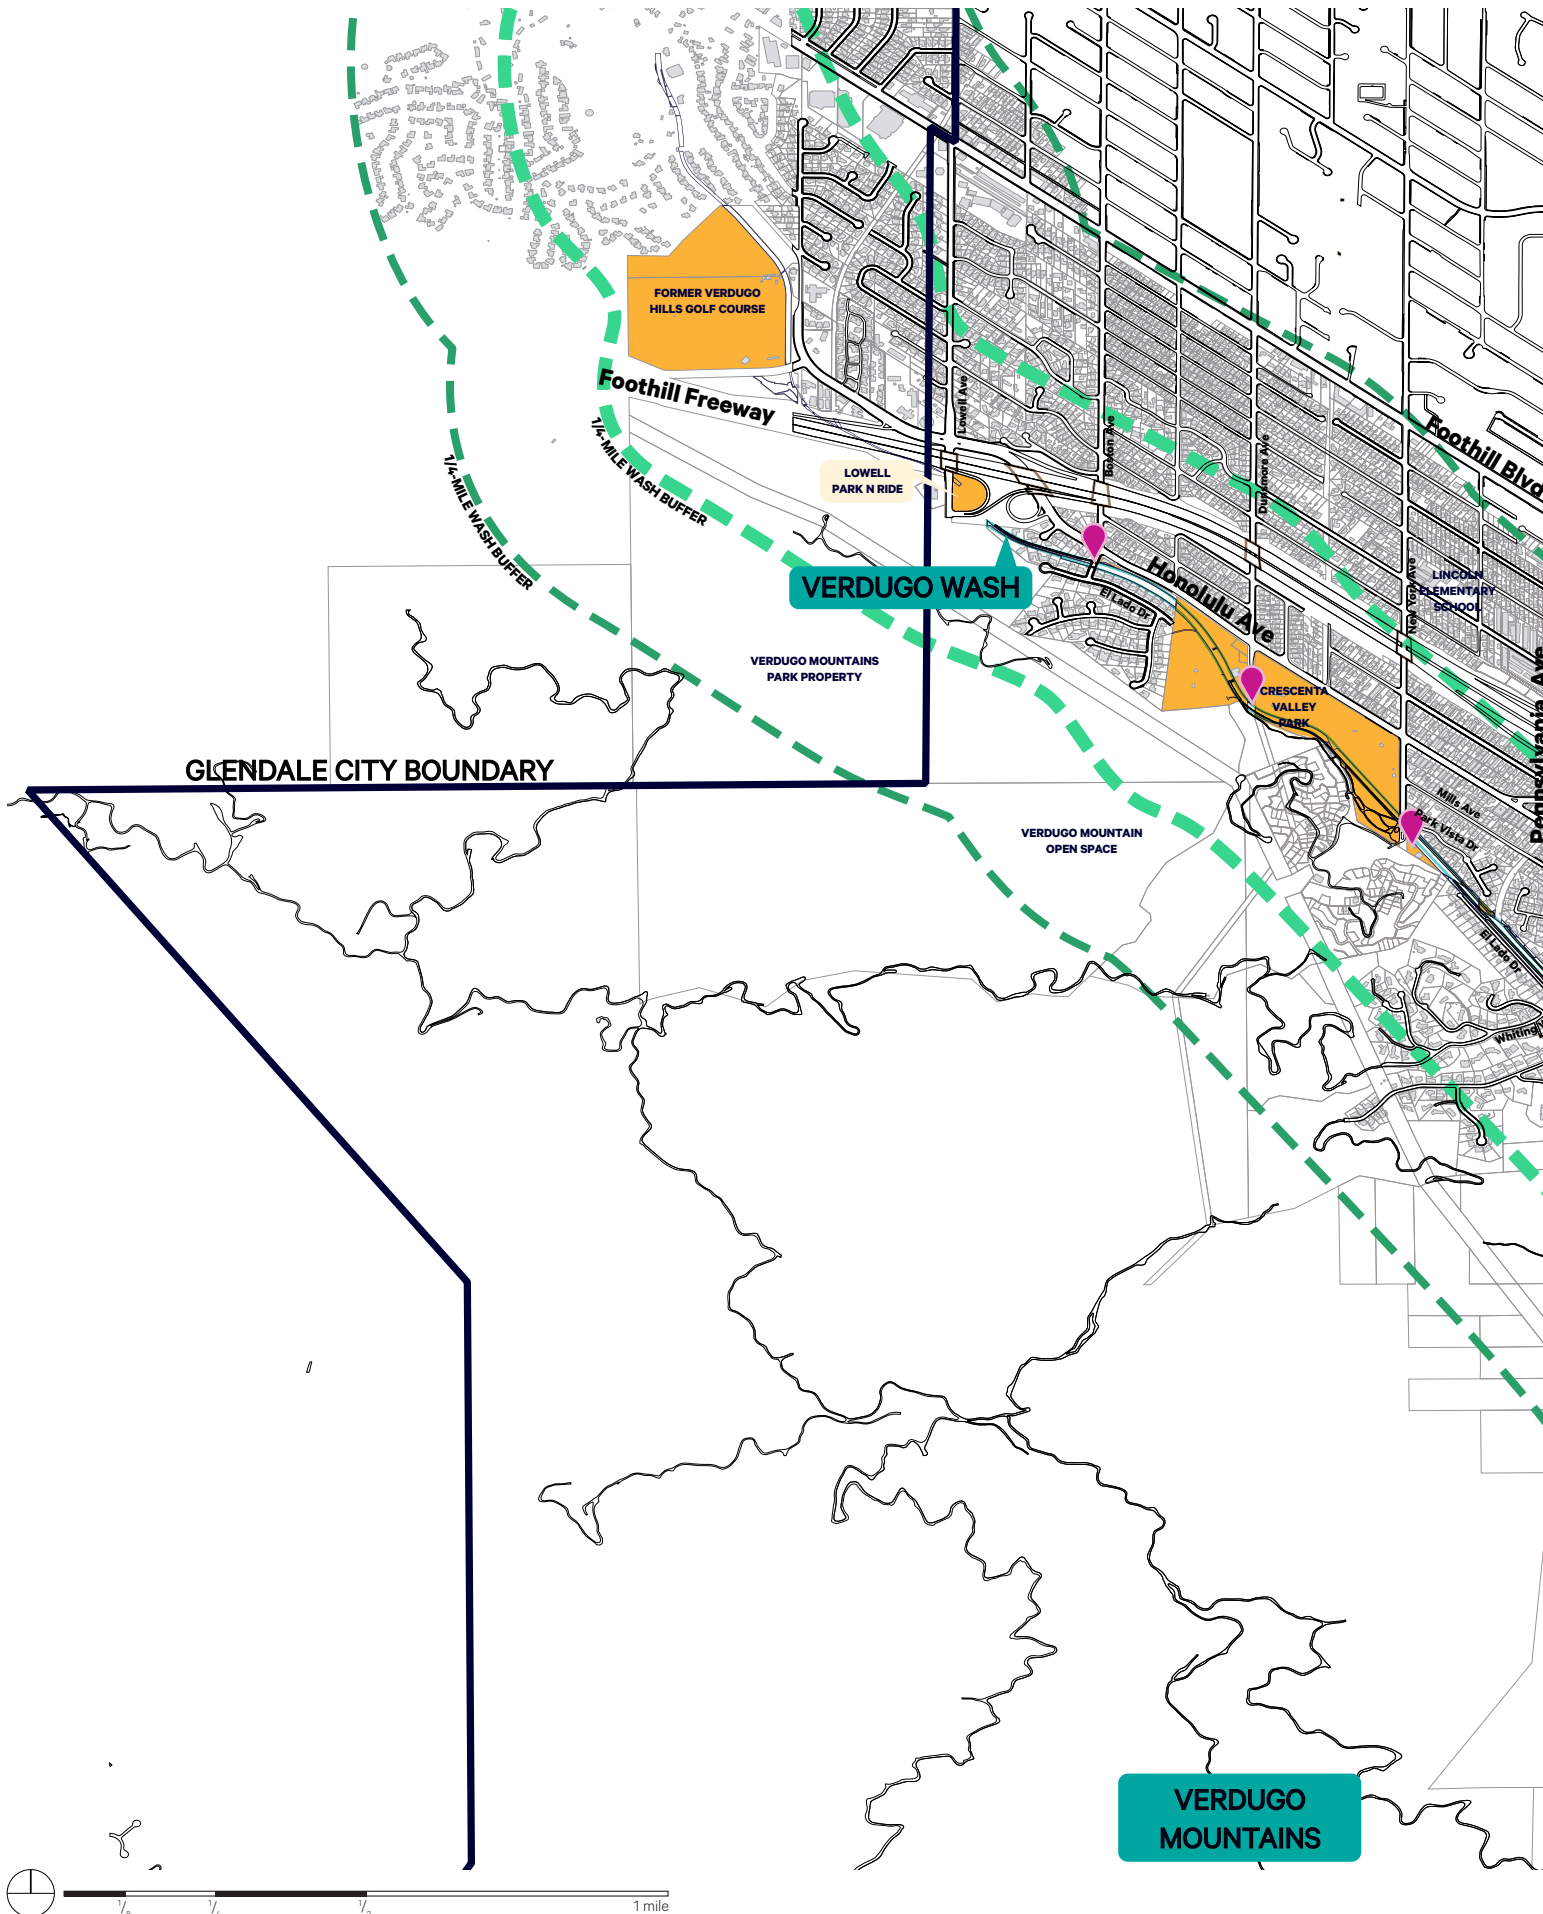 FORMER VERDUGO
HILLS GOLF COURSE
Foothill Freeway
Lowell Ave
Boston Ave
Dunsmore Ave
Foothill Blvd
1/4-MILE WASH BUFFER
1/4-MILE WASH BUFFER
LOWELL
PARK N RIDE
VERDUGO WASH
Honolulu Ave
El Lado Dr
New York Ave
LINCOLN
ELEMENTARY
SCHOOL
VERDUGO MOUNTAINS
PARK PROPERTY
CRESCENTA
VALLEY
PARK
Pennsylvania Ave
GLENDALE CITY BOUNDARY
Mills Ave
Park Vista Dr
VERDUGO MOUNTAIN
OPEN SPACE
El Lado Dr
Whiting
VERDUGO
MOUNTAINS
1 mile